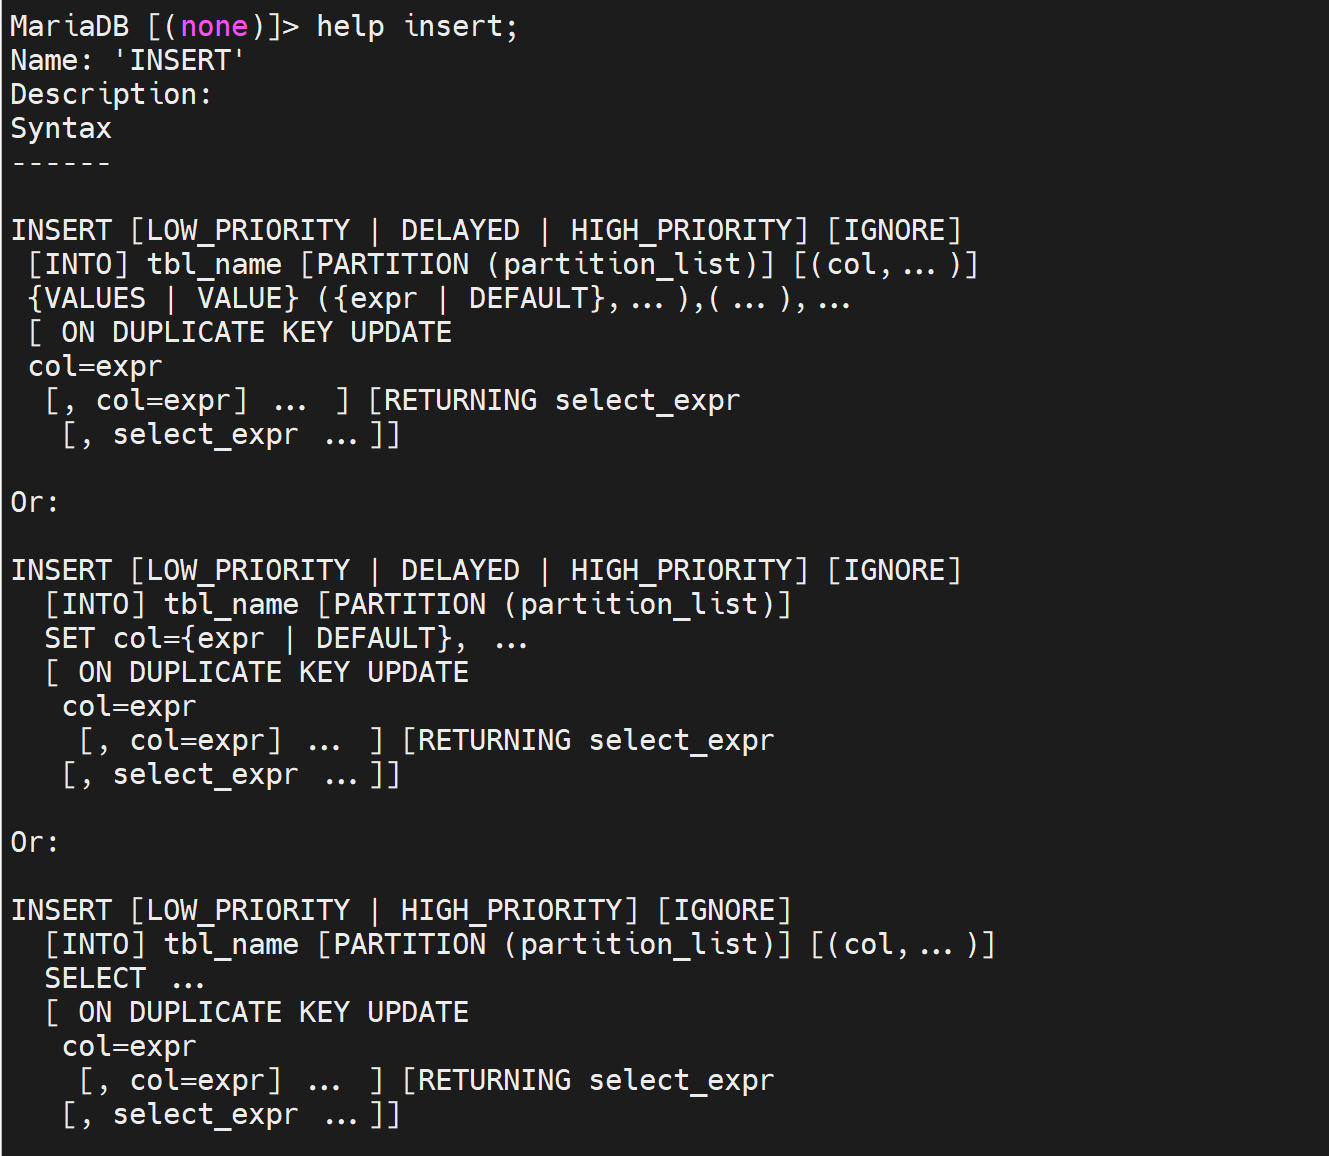 MariaDB [(none)]> help insert;
Name: 'INSERT'
Description:
Syntax
------
INSERT [LOW_PRIORITY | DELAYED | HIGH_PRIORITY] [IGNORE]
 [INTO] tbl_name [PARTITION (partition_list)] [(col,...)]
 {VALUES | VALUE} ({expr | DEFAULT},...),(...),...
 [ ON DUPLICATE KEY UPDATE
 col=expr
  [, col=expr] ... ] [RETURNING select_expr
   [, select_expr ...]]
Or:
INSERT [LOW_PRIORITY | DELAYED | HIGH_PRIORITY] [IGNORE]
  [INTO] tbl_name [PARTITION (partition_list)]
  SET col={expr | DEFAULT}, ...
  [ ON DUPLICATE KEY UPDATE
   col=expr
    [, col=expr] ... ] [RETURNING select_expr
   [, select_expr ...]]
Or:
INSERT [LOW_PRIORITY | HIGH_PRIORITY] [IGNORE]
  [INTO] tbl_name [PARTITION (partition_list)] [(col,...)]
  SELECT ...
  [ ON DUPLICATE KEY UPDATE
   col=expr
    [, col=expr] ... ] [RETURNING select_expr
   [, select_expr ...]]